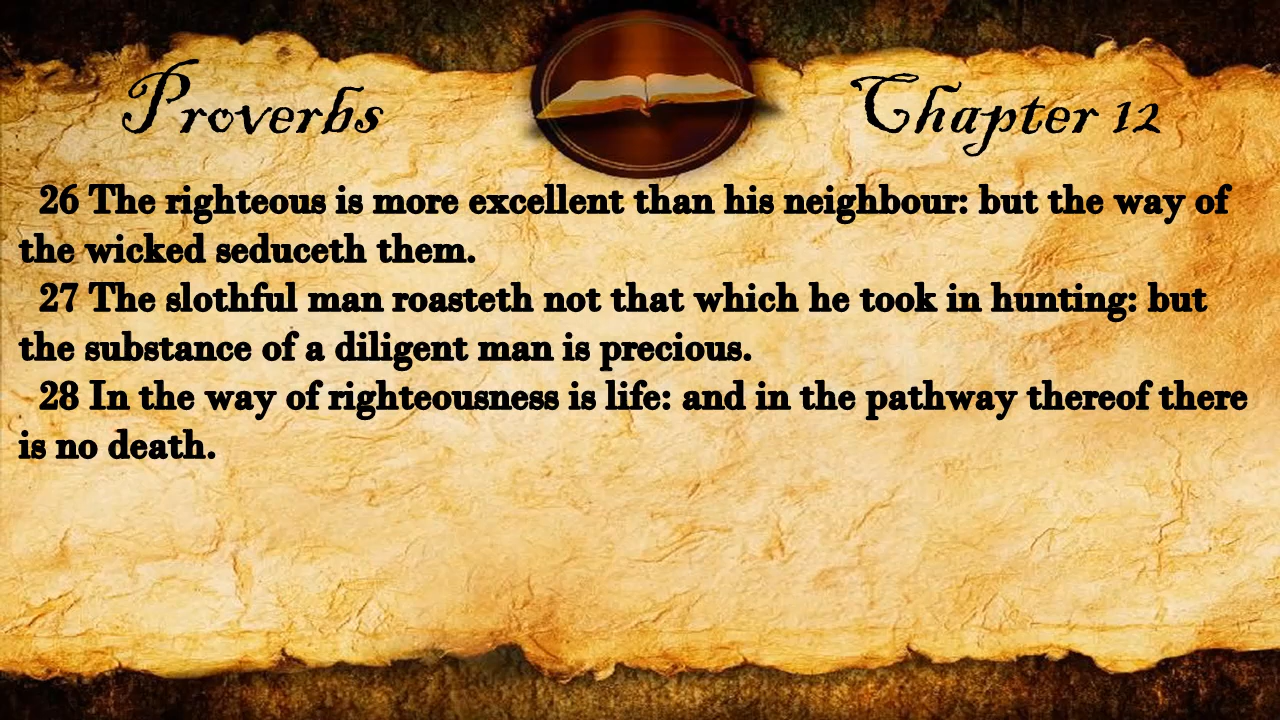 Proverbs Chapter 12
26 The righteous is more excellent than his neighbour: but the way of
the wicked seduceth them.
27 The slothful man roasteth not that which he took in hunting: but
the substance of a diligent man is precious.
28 In the way of righteousness is life: and in the pathway thereof there
is no death.